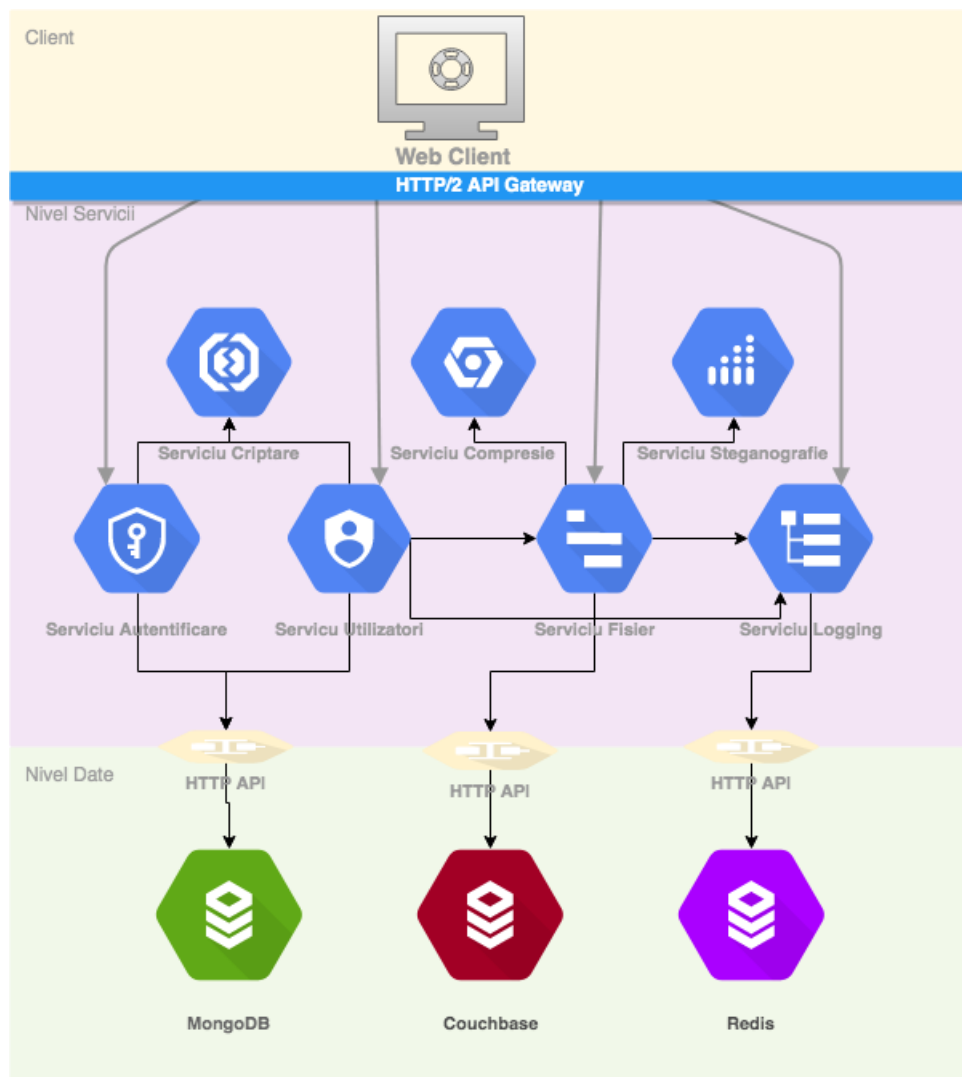 Client
Web Client
HTTP/2 API Gateway
Nivel Servicii
Serviciu Criptare
Serviciu Compresie
Serviciu Steganografie
Serviciu Autentificare
Servicu Utilizatori
Serviciu Fisier
Serviciu Logging
Nivel Date
HTTP API
HTTP API
HTTP API
MongoDB
Couchbase
Redis